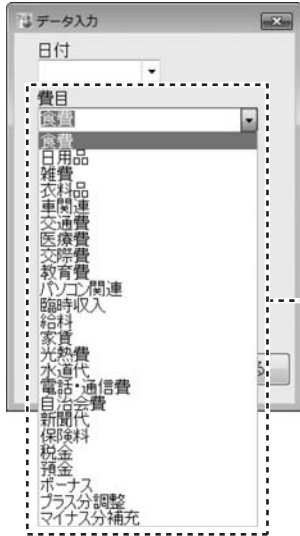 データ入力
日付
費目
食費
食費
日用品
雑費
衣料品
車関連
交通費
医療費
交際費
教育費
パソコン関連
臨時収入
給料
家賃
光熱費
水道代
電話・通信費
自治会費
新聞代
保険料
税金
預金
ボーナス
プラス分調整
マイナス分補充
る